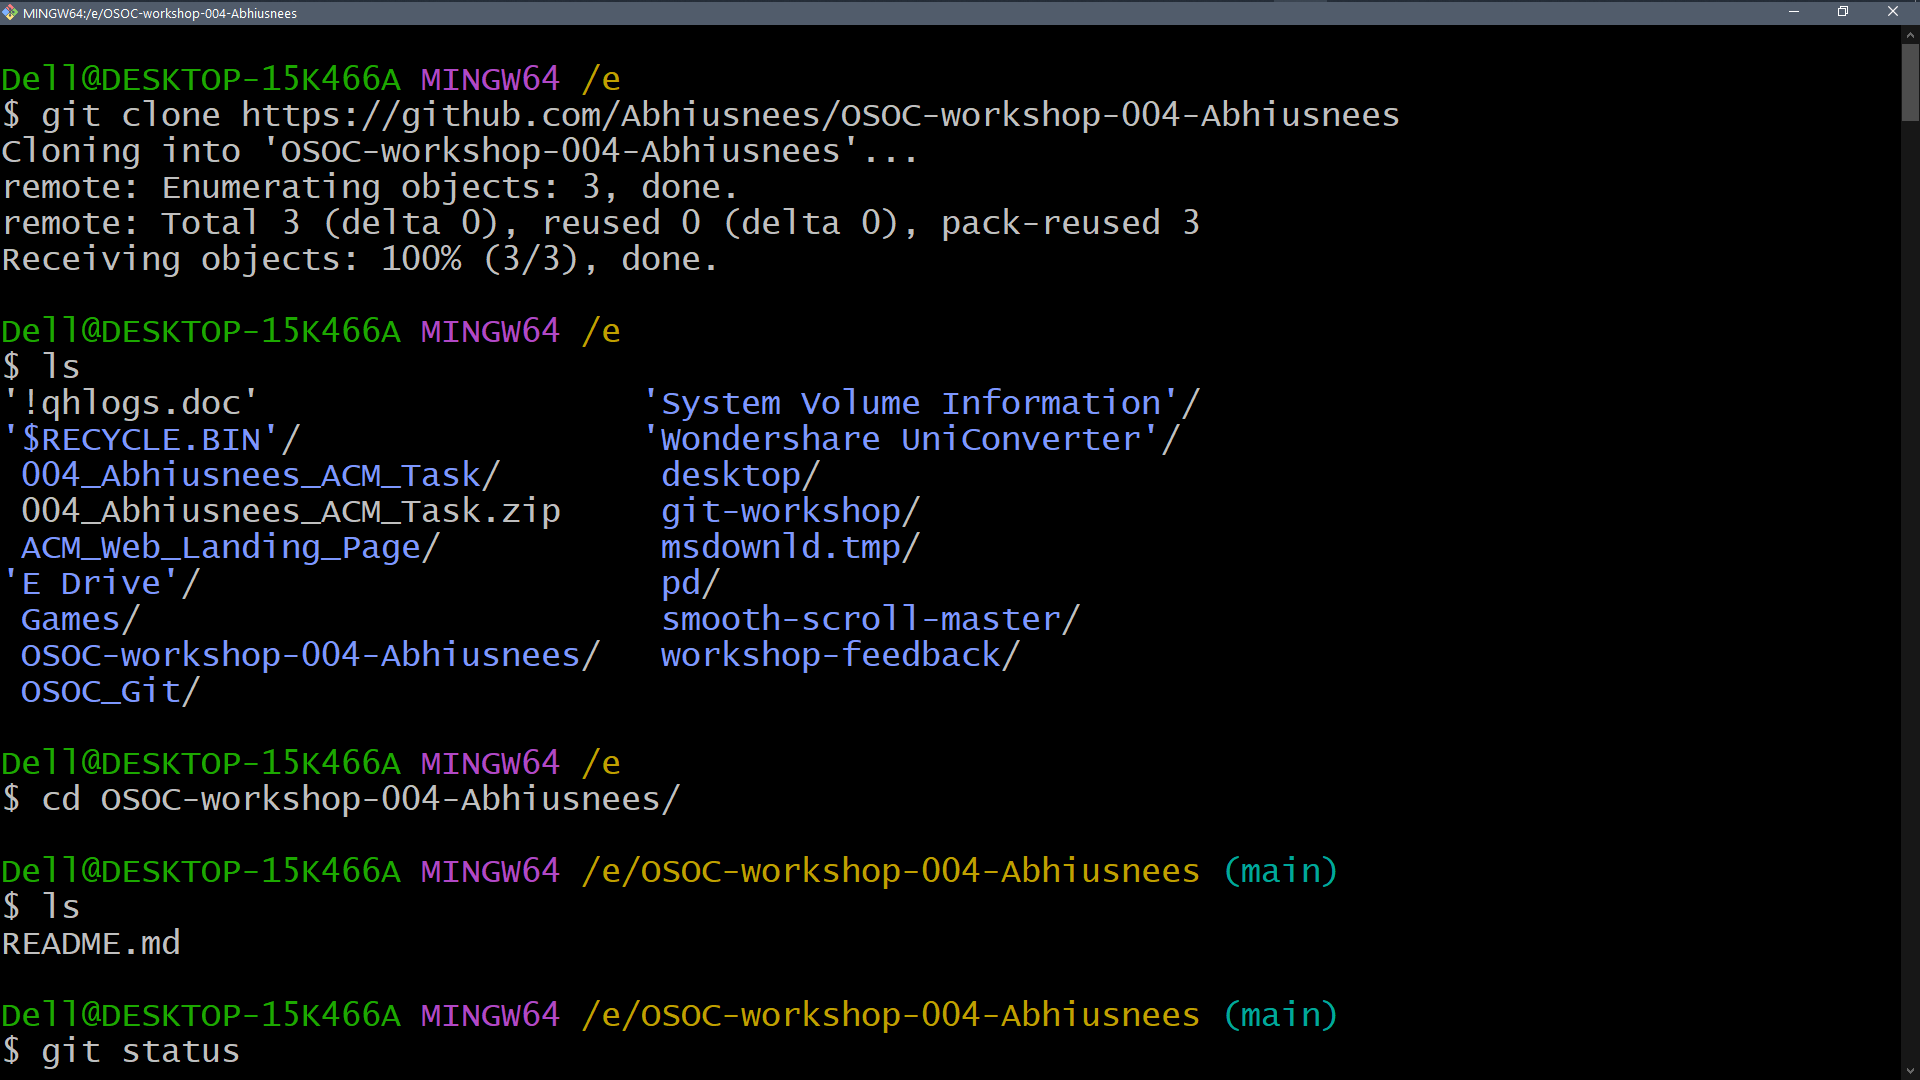 MINGW64:/e/OSOC-workshop-004-Abhiusnees
Dell@DESKTOP-15K466A MINGW64 /e
$ git clone https://github.com/Abhiusnees/OSOC-workshop-004-Abhiusnees
Cloning into 'OSOC-workshop-004-Abhiusnees'...
remote: Enumerating objects: 3, done.
remote: Total 3 (delta 0), reused 0 (delta 0), pack-reused 3
Receiving objects: 100% (3/3), done.
Dell@DESKTOP-15K466A MINGW64 /e
$ ls
'!qhlogs.doc' 'System Volume Information'/
'$RECYCLE.BIN'/ 'Wondershare UniConverter'/
004_Abhiusnees_ACM_Task/ desktop/
004_Abhiusnees_ACM_Task.zip git-workshop/
ACM_Web_Landing_Page/ msdownld.tmp/
'E Drive'/ pd/
Games/ smooth-scroll-master/
OSOC-workshop-004-Abhiusnees/ workshop-feedback/
OSOC_Git/
Dell@DESKTOP-15K466A MINGW64 /e
$ cd OSOC-workshop-004-Abhiusnees/
Dell@DESKTOP-15K466A MINGW64 /e/OSOC-workshop-004-Abhiusnees (main)
$ ls
README.md
Dell@DESKTOP-15K466A MINGW64 /e/OSOC-workshop-004-Abhiusnees (main)
$ git status